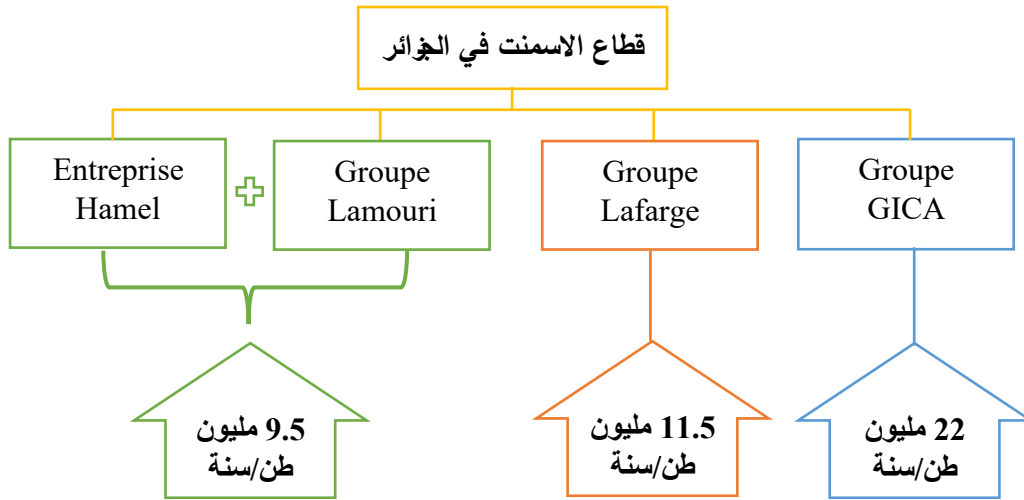 قطاع الاسمنت في الجزائر
Entreprise
Hamel
Groupe
Lamouri
Groupe
Lafarge
Groupe
GICA
9.5 مليون
طن/سنة
11.5 مليون
طن/سنة
22 مليون
طن/سنة